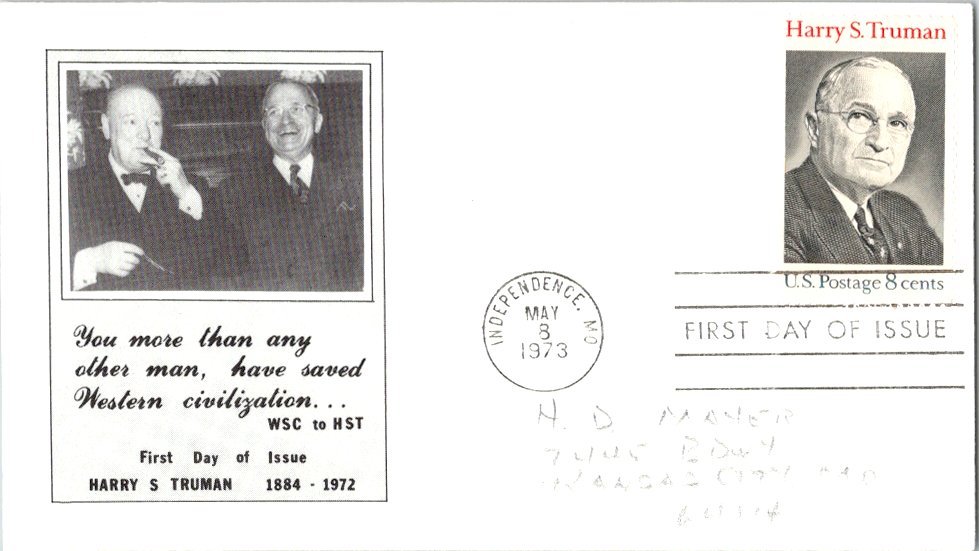 Harry S. Truman
U.S. Postage 8 cents
INDEPENDENCE, MO
MAY
8
1973
FIRST DAY OF ISSUE
You more than any
other man, have saved
Western civilization...
WSC to HST
First Day of Issue
HARRY S TRUMAN 1884 - 1972
H. D.
CITY